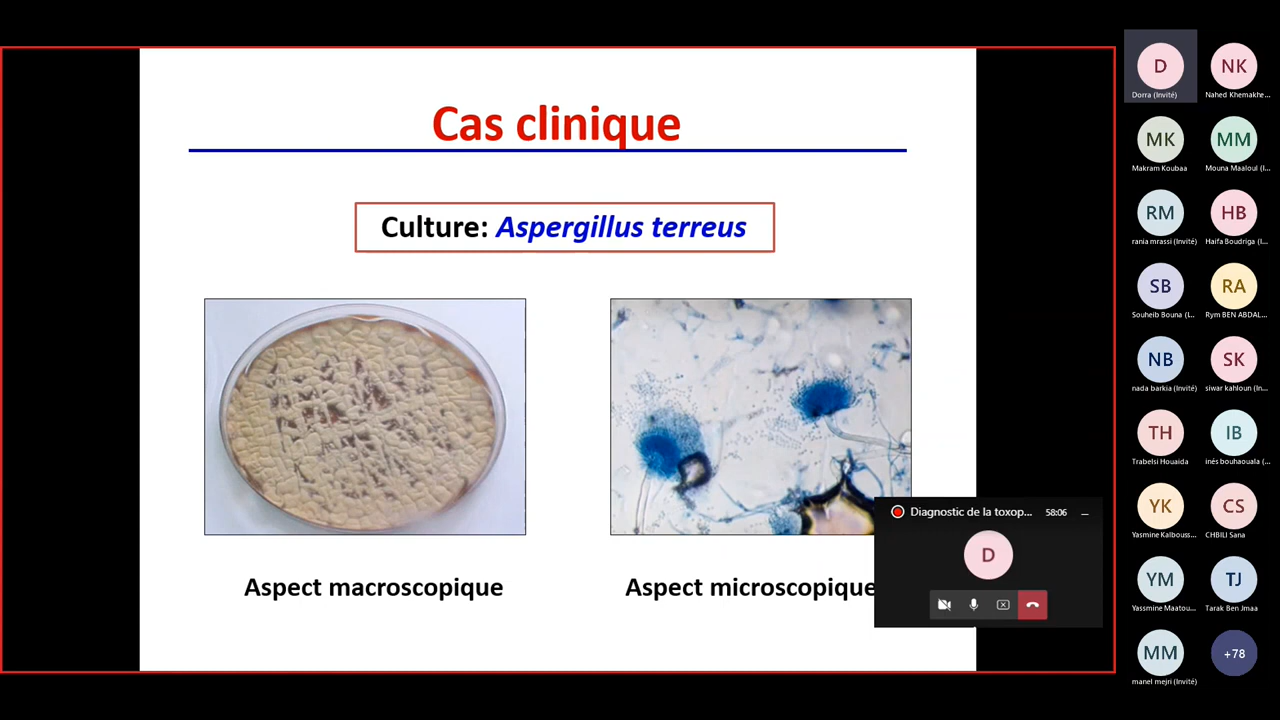 Cas clinique
Culture: Aspergillus terreus
Aspect macroscopique
Aspect microscopique
Diagnostic de la toxop... 58:06
D
D
Dorra (Invité)
NK
Nahed Khemakhe...
MK
Makram Koubaa
MM
Mouna Maaloul (I...
RM
rania mrassi (Invité)
HB
Haifa Boudriga (I...
SB
Souheib Bouna (I...
RA
Rym BEN ABDAL...
NB
nada barkia (Invité)
SK
siwar kahloun (In...
TH
Trabelsi Houaida
IB
inès bouhaouala (...
YK
Yasmine Kalbouss...
CS
CHBILI Sana
YM
Yassmine Maatou...
TJ
Tarak Ben Jmaa
MM
manel mejri (Invité)
+78